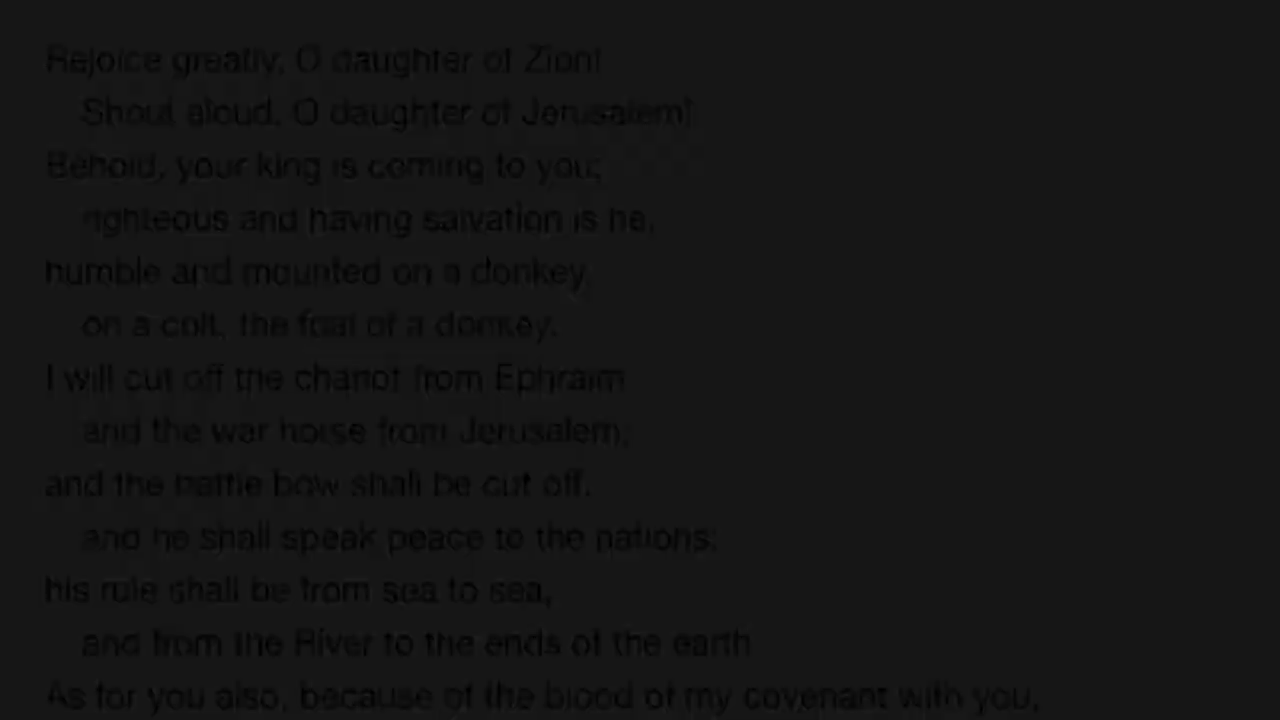 Rejoice greatly, O daughter of Zion!
Shout aloud, O daughter of Jerusalem!
Behold, your king is coming to you;
righteous and having salvation is he,
humble and mounted on a donkey,
on a colt, the foal of a donkey.
I will cut off the chariot from Ephraim
and the war horse from Jerusalem;
and the battle bow shall be cut off,
and he shall speak peace to the nations;
his rule shall be from sea to sea,
and from the River to the ends of the earth.
As for you also, because of the blood of my covenant with you,